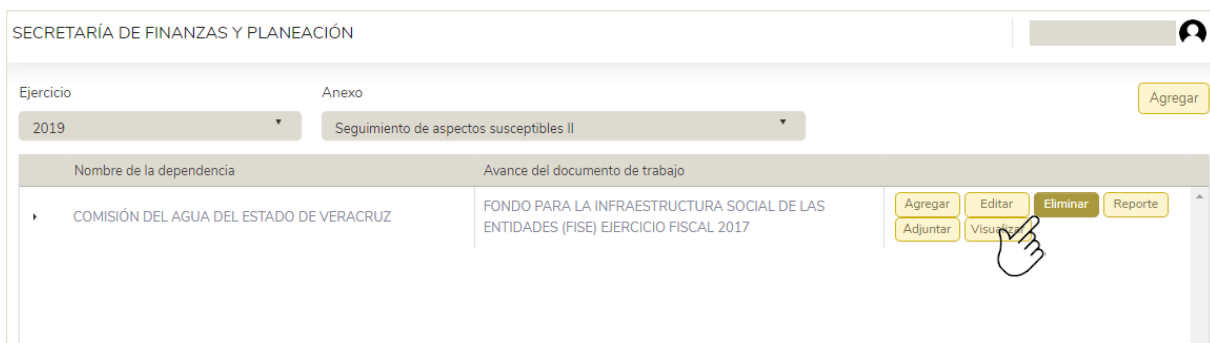 SECRETARÍA DE FINANZAS Y PLANEACIÓN
Ejercicio
Anexo
Agregar
2019
Seguimiento de aspectos susceptibles II
Nombre de la dependencia
Avance del documento de trabajo
COMISIÓN DEL AGUA DEL ESTADO DE VERACRUZ
FONDO PARA LA INFRAESTRUCTURA SOCIAL DE LAS
ENTIDADES (FISE) EJERCICIO FISCAL 2017
Agregar Editar Eliminar Reporte
Adjuntar Visualizar